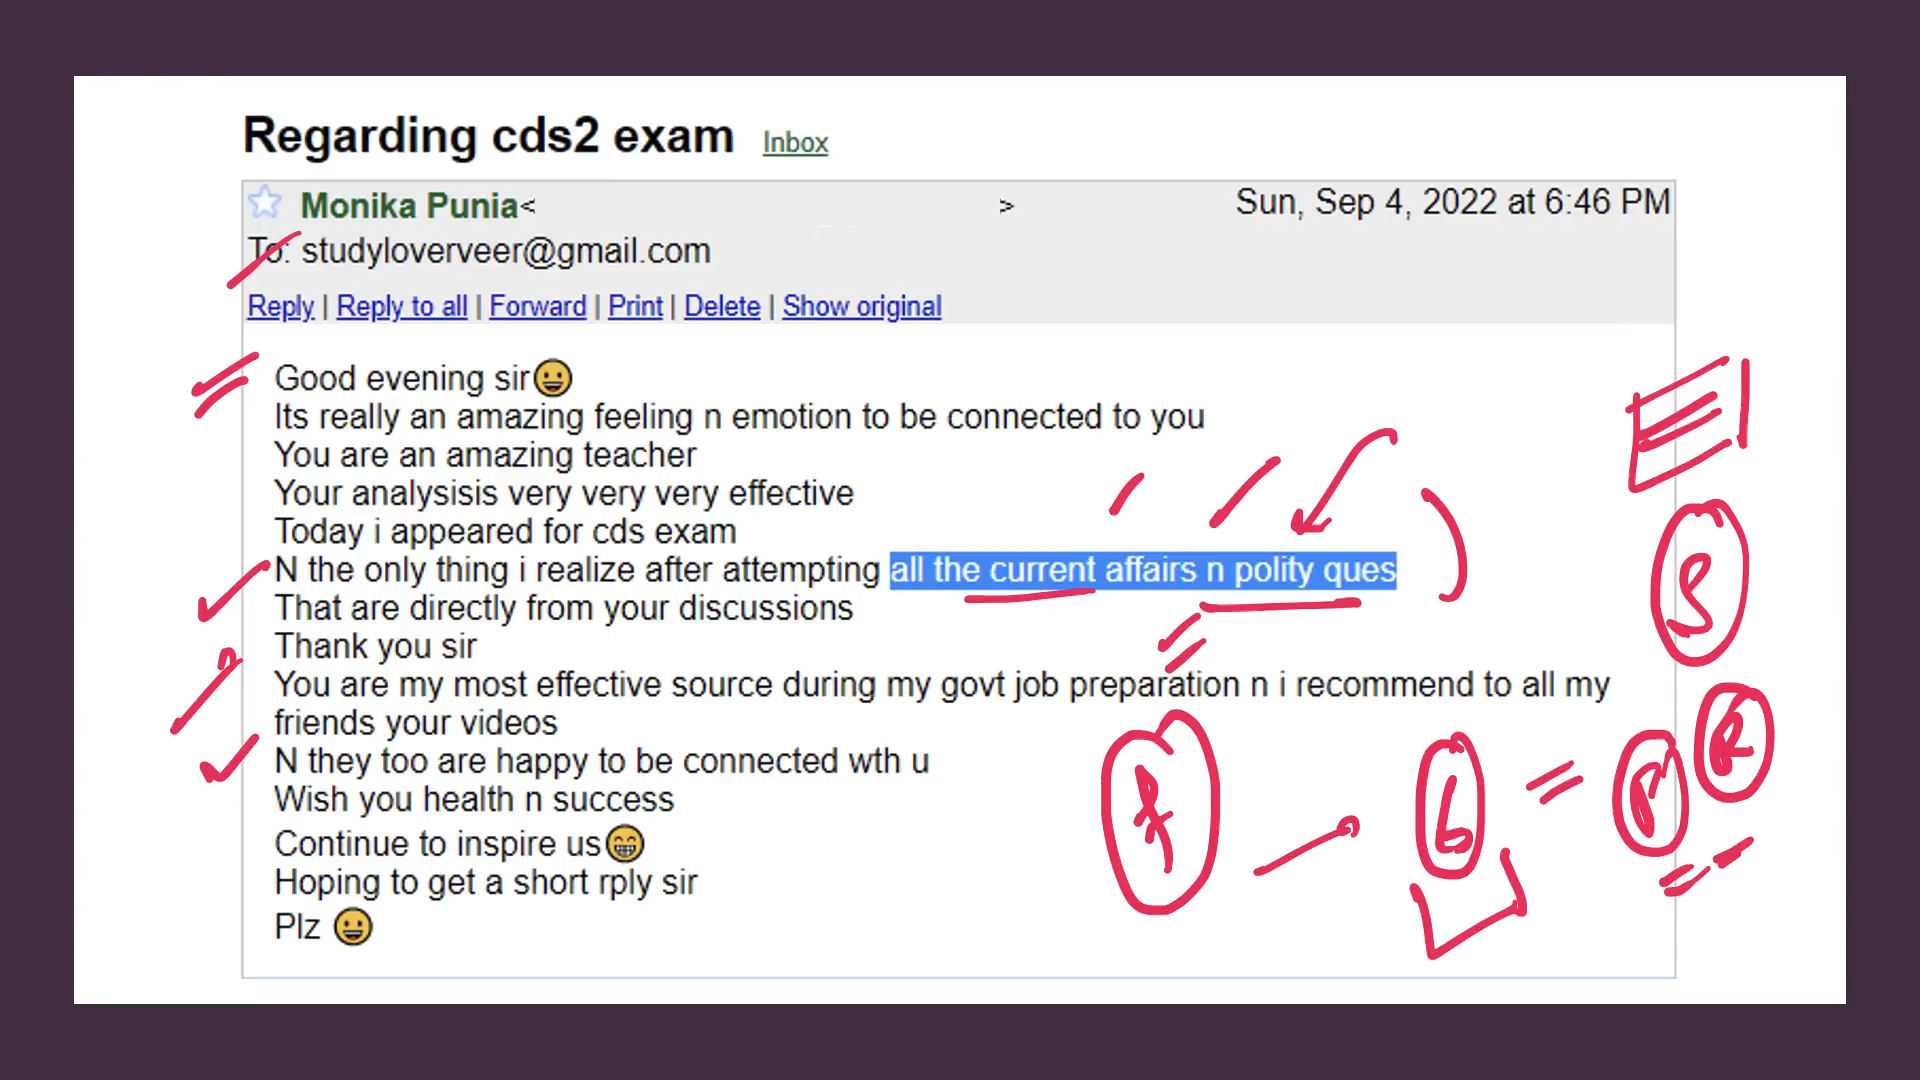 Regarding cds2 exam Inbox
Monika Punia< > Sun, Sep 4, 2022 at 6:46 PM
To: studyloverveer@gmail.com
Reply | Reply to all | Forward | Print | Delete | Show original
Good evening sir😀
Its really an amazing feeling n emotion to be connected to you
You are an amazing teacher
Your analysisis very very very effective
Today i appeared for cds exam
N the only thing i realize after attempting all the current affairs n polity ques
That are directly from your discussions
Thank you sir
You are my most effective source during my govt job preparation n i recommend to all my
friends your videos
N they too are happy to be connected wth u
Wish you health n success
Continue to inspire us😁
Hoping to get a short rply sir
Plz 😀